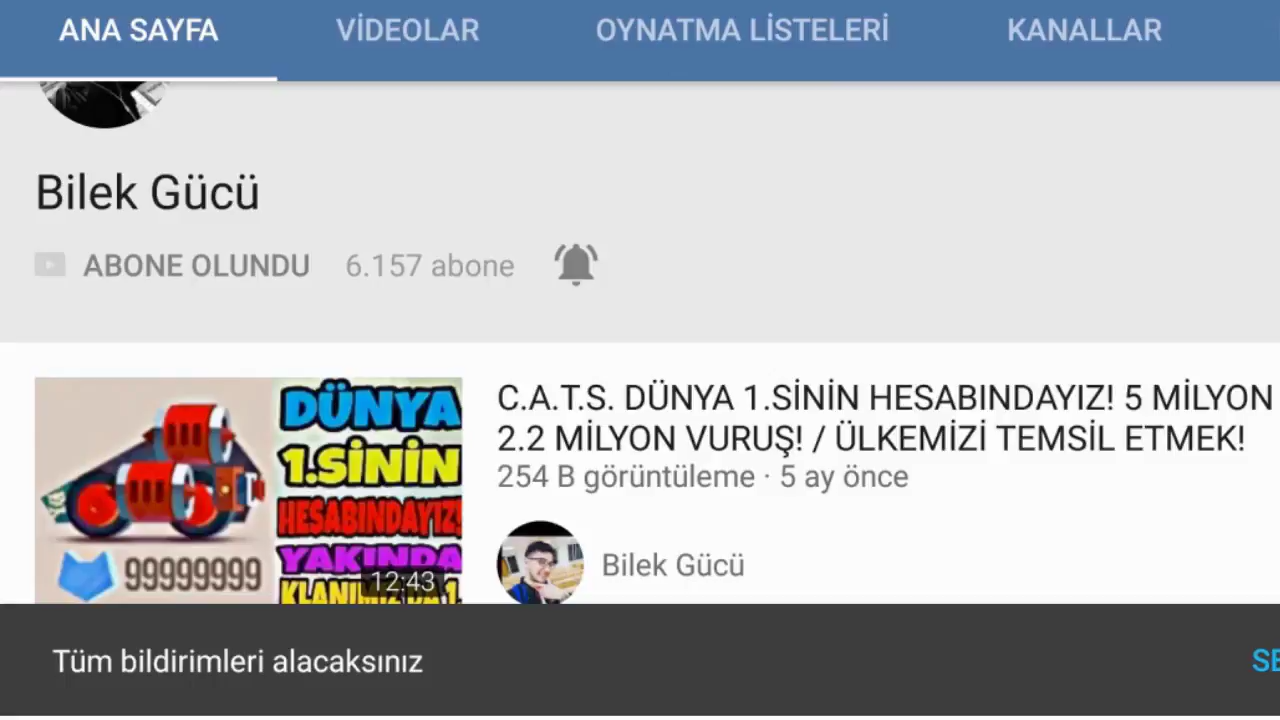 ANA SAYFA VİDEOLAR OYNATMA LİSTELERİ KANALLAR
Bilek Gücü
ABONE OLUNDU 6.157 abone
C.A.T.S. DÜNYA 1.SİNİN HESABINDAYIZ! 5 MİLYON
2.2 MİLYON VURUŞ! / ÜLKEMİZİ TEMSİL ETMEK!
254 B görüntüleme · 5 ay önce
Bilek Gücü
DÜNYA
1.SİNİN
HESABINDAYIZ!
YAKINDA
99999999
12:43
Tüm bildirimleri alacaksınız